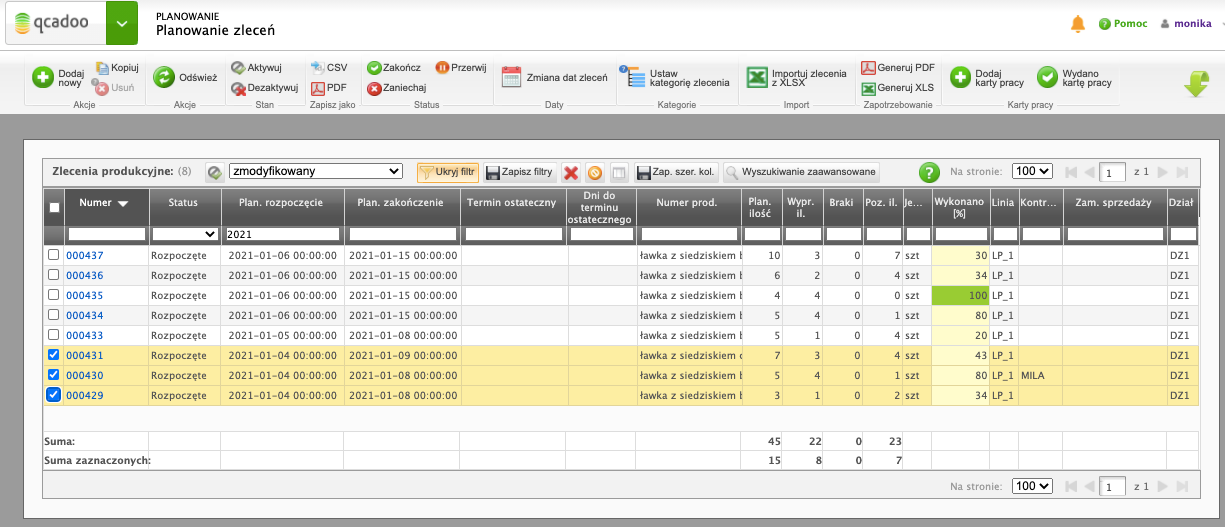 qcadoo
PLANOWANIE
Planowanie zleceń
Pomoc monika
Dodaj nowy Kopiuj Usuń Odśwież Aktywuj Dezaktywuj CSV PDF Zakończ Zaniechaj Przerwij Zmiana dat zleceń Ustaw kategorię zlecenia Importuj zlecenia z XLSX Generuj PDF Generuj XLS Dodaj karty pracy Wydano kartę pracy
Akcje Akcje Stan Zapisz jako Status Daty Kategorie Import Zapotrzebowanie Karty pracy
Zlecenia produkcyjne: (8) zmodyfikowany Ukryj filtr Zapisz filtry Zap. szer. kol. Wyszukiwanie zaawansowane ? Na stronie: 100 1 z 1
Numer Status Plan. rozpoczęcie Plan. zakończenie Termin ostateczny Dni do terminu ostatecznego Numer prod. Plan. ilość Wypr. il. Braki Poz. il. Je... Wykonano [%] Linia Kontr... Zam. sprzedaży Dział
2021
000437 Rozpoczęte 2021-01-06 00:00:00 2021-01-15 00:00:00 ławka z siedziskiem b 10 3 0 7 szt 30 LP_1 DZ1
000436 Rozpoczęte 2021-01-06 00:00:00 2021-01-15 00:00:00 ławka z siedziskiem b 6 2 0 4 szt 34 LP_1 DZ1
000435 Rozpoczęte 2021-01-06 00:00:00 2021-01-15 00:00:00 ławka z siedziskiem b 4 4 0 0 szt 100 LP_1 DZ1
000434 Rozpoczęte 2021-01-06 00:00:00 2021-01-15 00:00:00 ławka z siedziskiem b 5 4 0 1 szt 80 LP_1 DZ1
000433 Rozpoczęte 2021-01-05 00:00:00 2021-01-08 00:00:00 ławka z siedziskiem b 5 1 0 4 szt 20 LP_1 DZ1
000431 Rozpoczęte 2021-01-04 00:00:00 2021-01-09 00:00:00 ławka z siedziskiem c 7 3 0 4 szt 43 LP_1 DZ1
000430 Rozpoczęte 2021-01-04 00:00:00 2021-01-08 00:00:00 ławka z siedziskiem b 5 4 0 1 szt 80 LP_1 MILA DZ1
000429 Rozpoczęte 2021-01-04 00:00:00 2021-01-08 00:00:00 ławka z siedziskiem b 3 1 0 2 szt 34 LP_1 DZ1
Suma: 45 22 0 23
Suma zaznaczonych: 15 8 0 7
Na stronie: 100 1 z 1